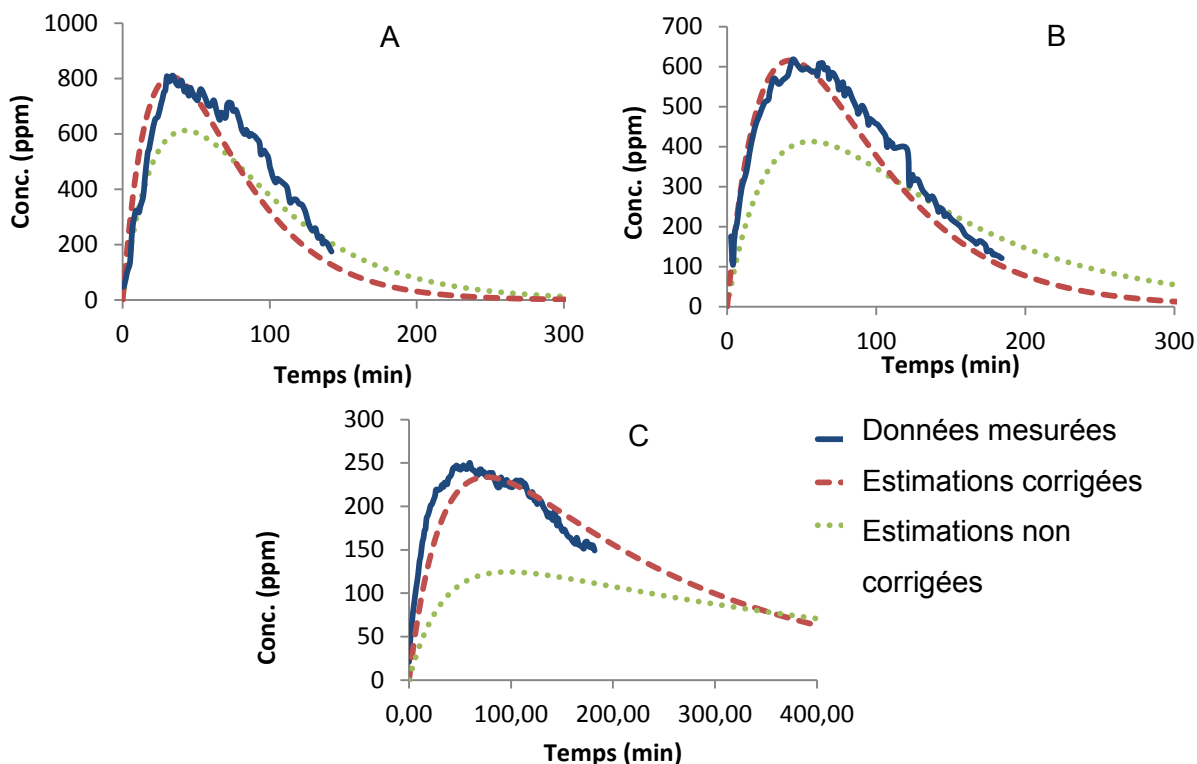 A
Conc. (ppm)
1000
800
600
400
200
0
0 100 200 300
Temps (min)
B
Conc. (ppm)
700
600
500
400
300
200
100
0
0 100 200 300
Temps (min)
C
Conc. (ppm)
300
250
200
150
100
50
0
0,00 100,00 200,00 300,00 400,00
Temps (min)
Données mesurées
Estimations corrigées
Estimations non
corrigées